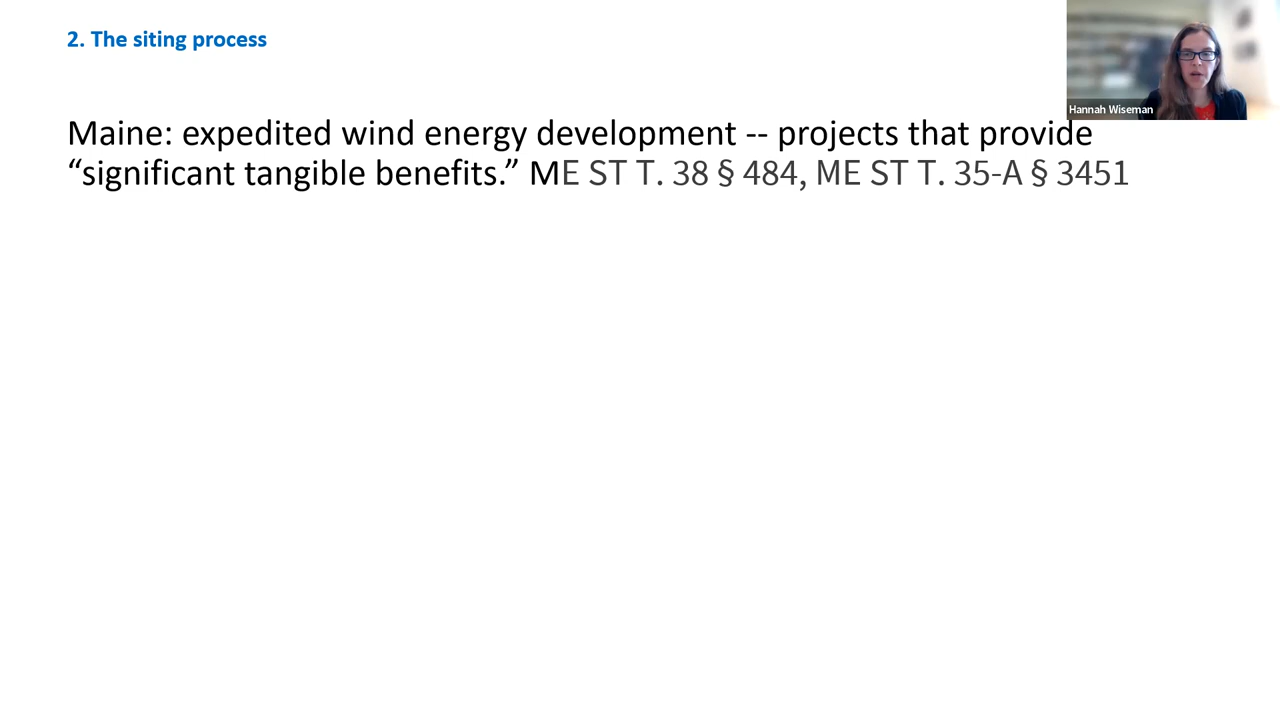 2. The siting process
Hannah Wiseman
Maine: expedited wind energy development -- projects that provide
“significant tangible benefits.” ME ST T. 38 § 484, ME ST T. 35-A § 3451